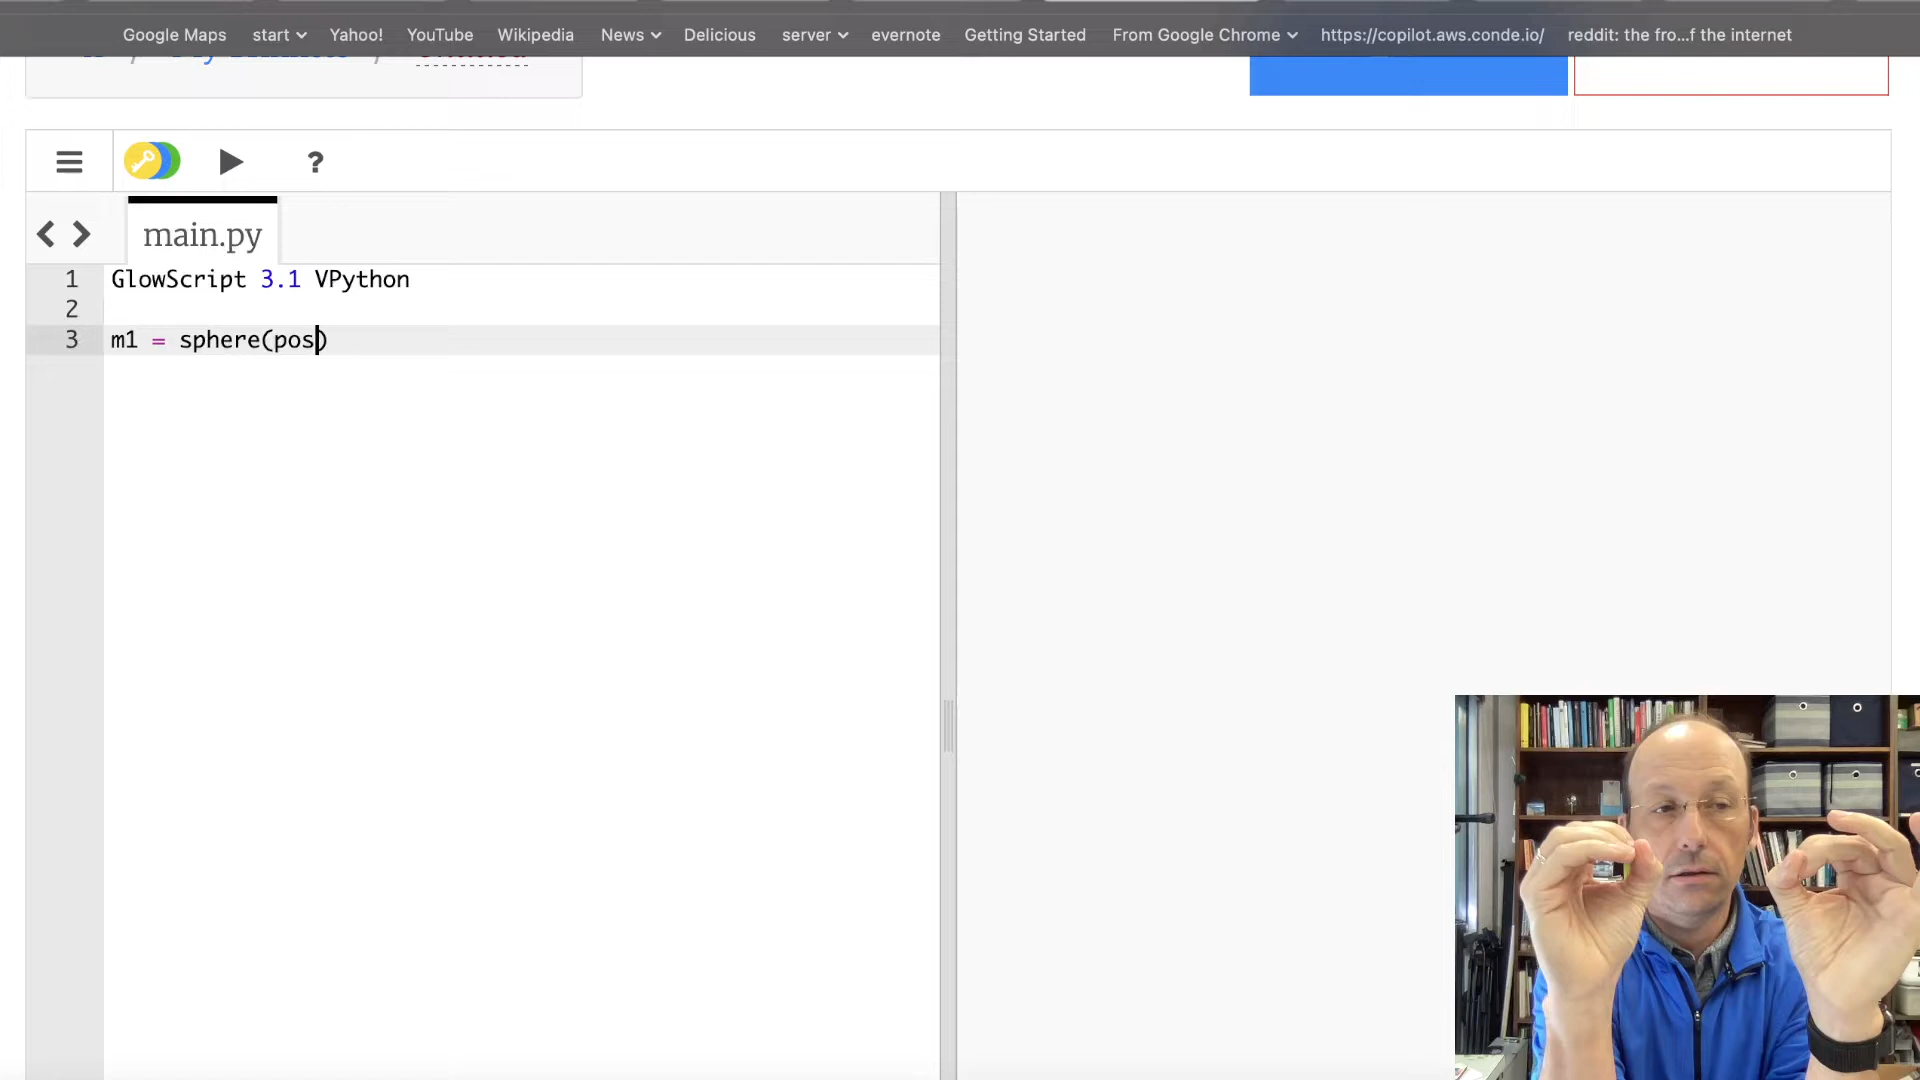 Google Maps start Yahoo! YouTube Wikipedia News Delicious server evernote Getting Started From Google Chrome https://copilot.aws.conde.io/ reddit: the fro...f the internet
?
main.py
1 GlowScript 3.1 VPython
2
3 m1 = sphere(pos)